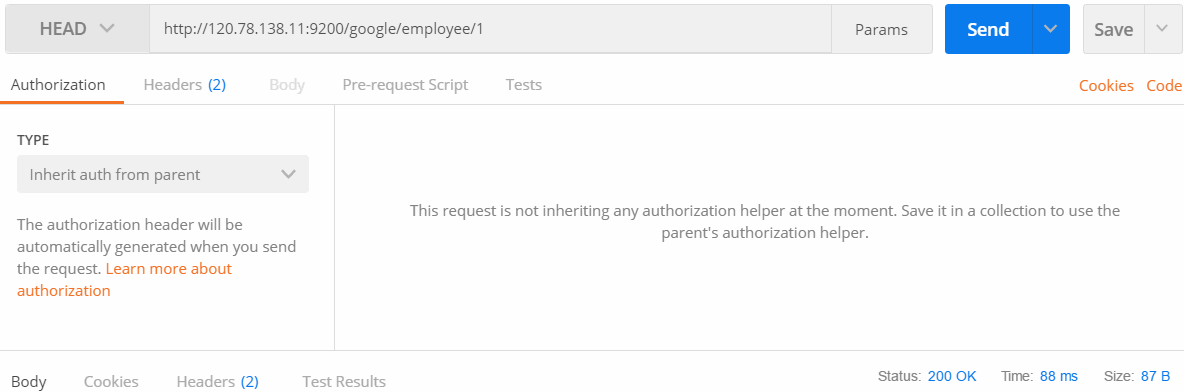 HEAD http://120.78.138.11:9200/google/employee/1 Params Send Save
Authorization Headers (2) Body Pre-request Script Tests Cookies Code
TYPE
Inherit auth from parent
The authorization header will be
automatically generated when you send
the request. Learn more about
authorization
This request is not inheriting any authorization helper at the moment. Save it in a collection to use the
parent's authorization helper.
Body Cookies Headers (2) Test Results Status: 200 OK Time: 88 ms Size: 87 B